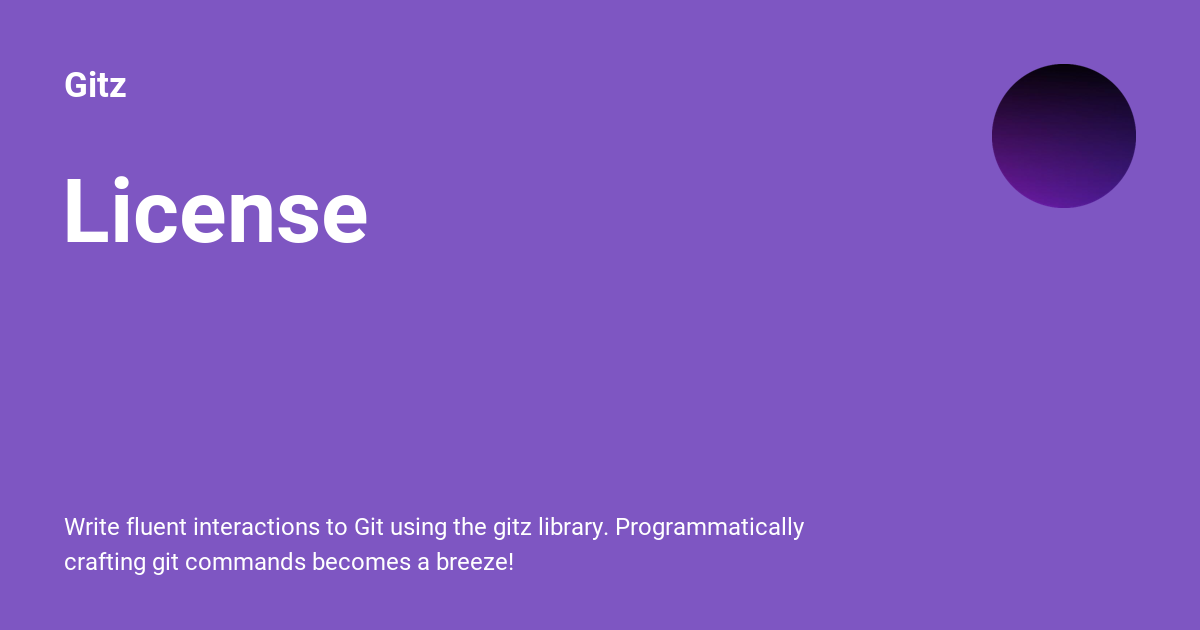 Gitz
License
Write fluent interactions to Git using the gitz library. Programmatically
crafting git commands becomes a breeze!